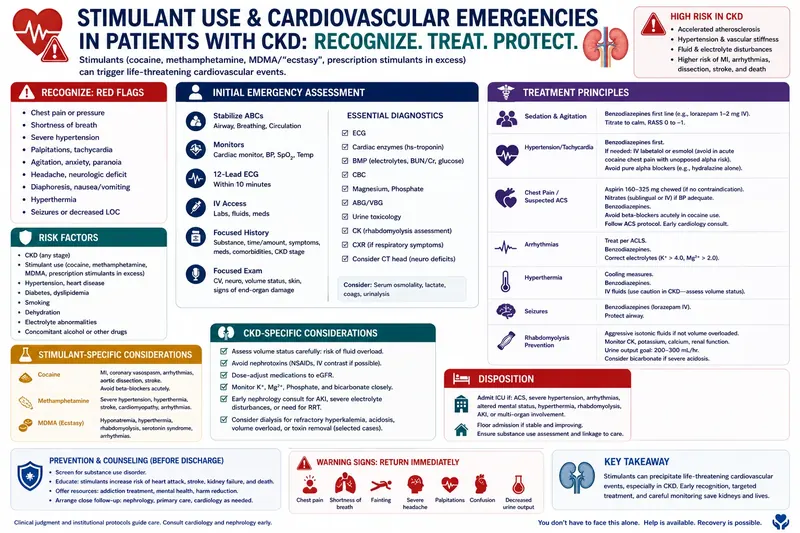 STIMULANT USE & CARDIOVASCULAR EMERGENCIES
IN PATIENTS WITH CKD: RECOGNIZE. TREAT. PROTECT.
Stimulants (cocaine, methamphetamine, MDMA/"ecstasy", prescription stimulants in excess)
can trigger life-threatening cardiovascular events.
HIGH RISK IN CKD
• Accelerated atherosclerosis
• Hypertension & vascular stiffness
• Fluid & electrolyte disturbances
• Higher risk of MI, arrhythmias,
dissection, stroke, and death
RECOGNIZE: RED FLAGS
• Chest pain or pressure
• Shortness of breath
• Severe hypertension
• Palpitations, tachycardia
• Agitation, anxiety, paranoia
• Headache, neurologic deficit
• Diaphoresis, nausea/vomiting
• Hyperthermia
• Seizures or decreased LOC
RISK FACTORS
• CKD (any stage)
• Stimulant use (cocaine, methamphetamine,
MDMA, prescription stimulants in excess)
• Hypertension, heart disease
• Diabetes, dyslipidemia
• Smoking
• Dehydration
• Electrolyte abnormalities
• Concomitant alcohol or other drugs
STIMULANT-SPECIFIC CONSIDERATIONS
Cocaine
MI, coronary vasospasm, arrhythmias,
aortic dissection, stroke.
Avoid beta-blockers acutely.
Methamphetamine
Severe hypertension, hyperthermia,
stroke, cardiomyopathy, arrhythmias.
MDMA (Ecstasy)
Hyponatremia, hyperthermia,
rhabdomyolysis, serotonin syndrome,
arrhythmias.
INITIAL EMERGENCY ASSESSMENT
Stabilize ABCs
Airway, Breathing, Circulation
Monitors
Cardiac monitor, BP, SpO₂, Temp
12-Lead ECG
Within 10 minutes
IV Access
Labs, fluids, meds
Focused History
Substance, time/amount, symptoms,
meds, comorbidities, CKD stage
Focused Exam
CV, neuro, volume status, skin,
signs of end-organ damage
ESSENTIAL DIAGNOSTICS
ECG
Cardiac enzymes (hs-troponin)
BMP (electrolytes, BUN/Cr, glucose)
CBC
Magnesium, Phosphate
ABG/VBG
Urine toxicology
CK (rhabdomyolysis assessment)
CXR (if respiratory symptoms)
Consider CT head (neuro deficits)
Consider: Serum osmolality, lactate,
coags, urinalysis
CKD-SPECIFIC CONSIDERATIONS
Assess volume status carefully: risk of fluid overload.
Avoid nephrotoxins (NSAIDs, IV contrast if possible).
Dose-adjust medications to eGFR.
Monitor K⁺, Mg²⁺, Phosphate, and bicarbonate closely.
Early nephrology consult for AKI, severe electrolyte
disturbances, or need for RRT.
Consider dialysis for refractory hyperkalemia, acidosis,
volume overload, or toxin removal (selected cases).
TREATMENT PRINCIPLES
Sedation & Agitation
Benzodiazepines first line (e.g., lorazepam 1–2 mg IV).
Titrate to calm, RASS 0 to –1.
Hypertension/Tachycardia
Benzodiazepines first.
If needed: IV labetalol or esmolol (avoid in acute
cocaine chest pain with unopposed alpha risk).
Avoid pure alpha blockers (e.g., hydralazine alone).
Chest Pain /
Suspected ACS
Aspirin 160–325 mg chewed (if no contraindication).
Nitrates (sublingual or IV) if BP adequate.
Benzodiazepines.
Avoid beta-blockers acutely in cocaine use.
Follow ACS protocol. Early cardiology consult.
Arrhythmias
Treat per ACLS.
Benzodiazepines.
Correct electrolytes (K⁺ > 4.0, Mg²⁺ > 2.0).
Hyperthermia
Cooling measures.
Benzodiazepines.
IV fluids (use caution in CKD—assess volume status).
Seizures
Benzodiazepines (lorazepam IV).
Protect airway.
Rhabdomyolysis
Prevention
Aggressive isotonic fluids if not volume overloaded.
Monitor CK, potassium, calcium, renal function.
Urine output goal: 200–300 mL/hr.
Consider bicarbonate if severe acidosis.
DISPOSITION
Admit ICU if: ACS, severe hypertension, arrhythmias,
altered mental status, hyperthermia, rhabdomyolysis,
AKI, or multi-organ involvement.
Floor admission if stable and improving.
Ensure substance use assessment and linkage to care.
PREVENTION & COUNSELING (BEFORE DISCHARGE)
• Screen for substance use disorder.
• Educate: stimulants increase risk of heart attack, stroke, kidney failure, and death.
• Offer resources: addiction treatment, mental health, harm reduction.
• Arrange close follow-up: nephrology, primary care, cardiology as needed.
WARNING SIGNS: RETURN IMMEDIATELY
Chest pain
Shortness of
breath
Fainting
Severe
headache
Palpitations
Confusion
Decreased
urine output
KEY TAKEAWAY
Stimulants can precipitate life-threatening cardiovascular
events, especially in CKD. Early recognition, targeted
treatment, and careful monitoring save kidneys and lives.
Clinical judgment and institutional protocols guide care. Consult cardiology and nephrology early.
You don't have to face this alone. Help is available. Recovery is possible.